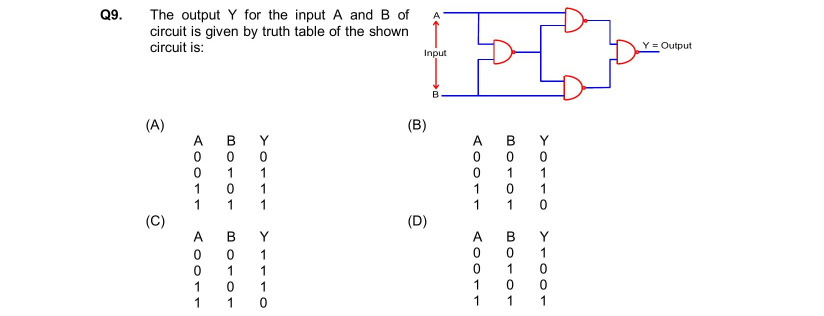 Q9. The output Y for the input A and B of
circuit is given by truth table of the shown
circuit is:
A
Input
B
Y = Output
(A)
A B Y
0 0 0
0 1 1
1 0 1
1 1 1
(B)
A B Y
0 0 0
0 1 1
1 0 1
1 1 0
(C)
A B Y
0 0 1
0 1 1
1 0 1
1 1 0
(D)
A B Y
0 0 1
0 1 0
1 0 0
1 1 1